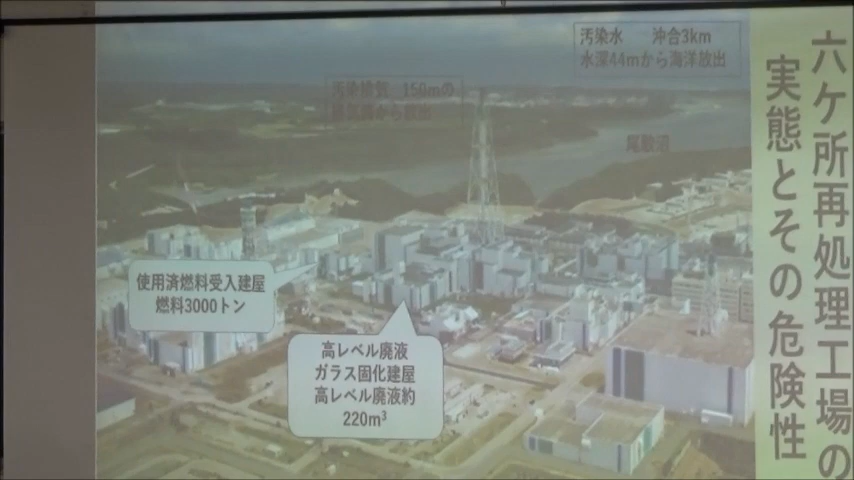 六ケ所再処理工場の
実態とその危険性
汚染水 沖合3km
水深44mから海洋放出
汚染排気 150mの
排気筒から放出
尾駮沼
使用済燃料受入建屋
燃料3000トン
高レベル廃液
ガラス固化建屋
高レベル廃液約
220m³